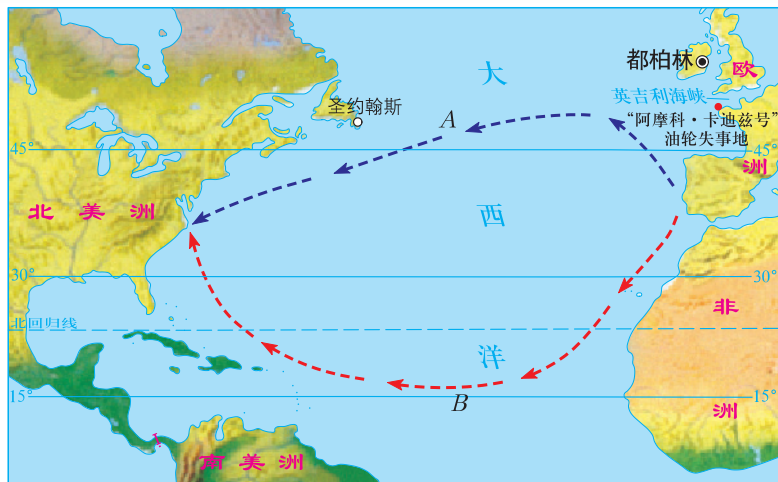 大
都柏林
欧
英吉利海峡
圣约翰斯
A
“阿摩科·卡迪兹号”
油轮失事地
45°
45°
洲
北美洲
西
30°
30°
非
北回归线
洋
15°
B
15°
洲
南美洲